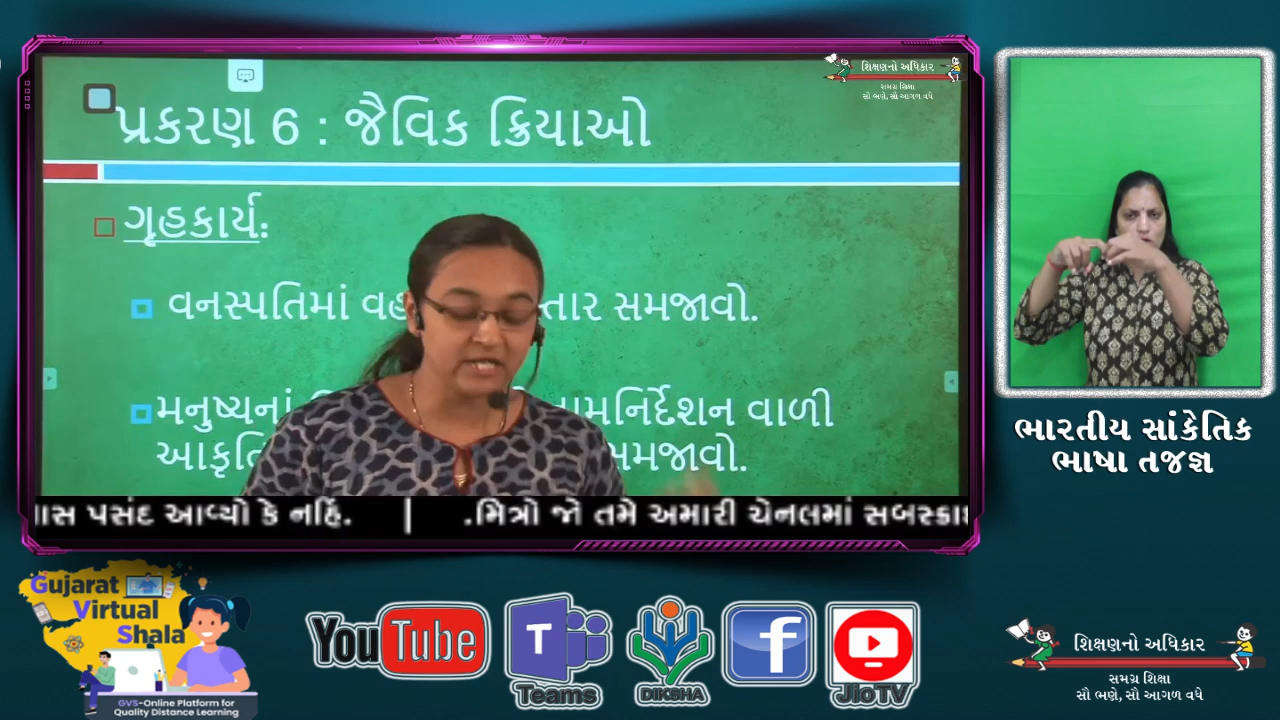 શિક્ષણનો અધિકાર
સમગ્ર શિક્ષા
સૌ ભણે, સૌ આગળ વધે
પ્રકરણ 6 : જૈવિક ક્રિયાઓ
ગૃહકાર્ય:
વનસ્પતિમાં સમજાવો.
મનુષ્યનાં નામનિર્દેશન વાળી
સમજાવો.
પસંદ આવ્યો કે નહિં. | .મિત્રો જો તમે અમારી ચેનલમાં
ભારતીય સાંકેતિક
ભાષા તજજ્ઞ
Gujarat
Virtual
Shala
GVS-Online Platform for
Quality Distance Learning
YouTube
T
Teams
DIKSHA
f
JioTV
શિક્ષણનો અધિકાર
સમગ્ર શિક્ષા
સૌ ભણે, સૌ આગળ વધે